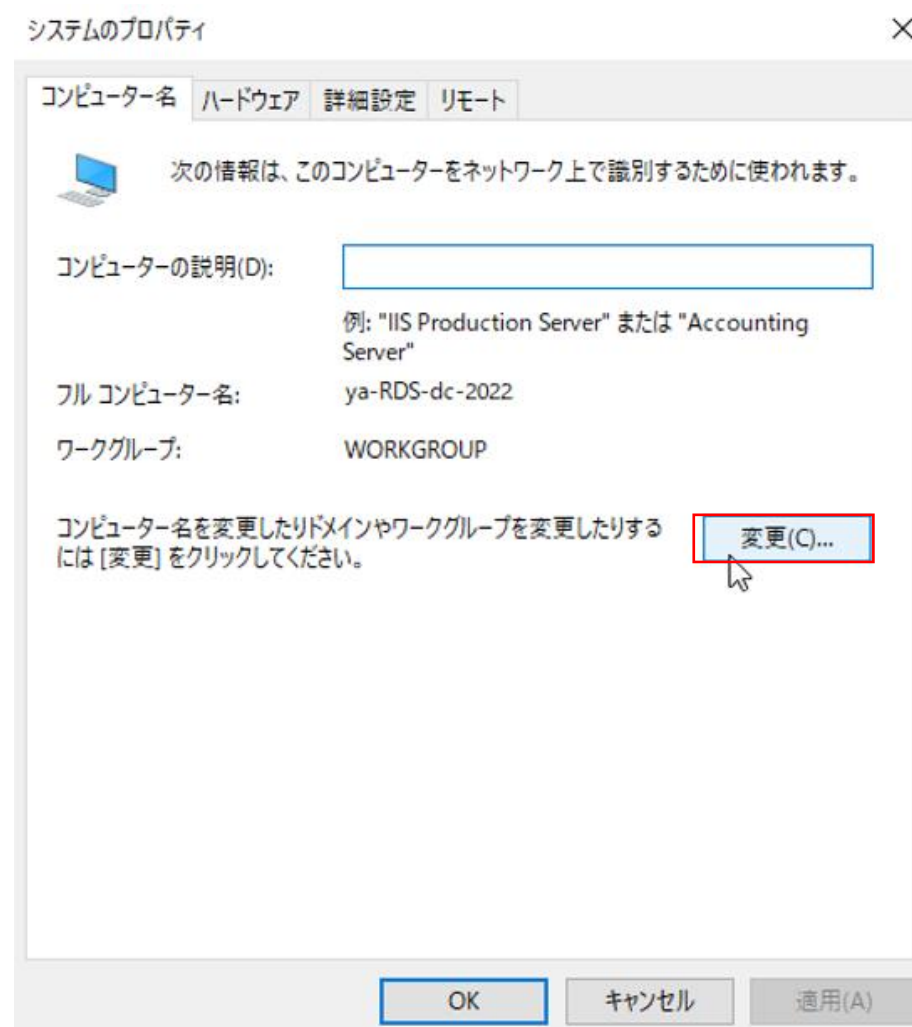 システムのプロパティ
コンピューター名 ハードウェア 詳細設定 リモート
次の情報は、このコンピューターをネットワーク上で識別するために使われます。
コンピューターの説明(D):
例: "IIS Production Server" または "Accounting
Server"
フル コンピューター名: ya-RDS-dc-2022
ワークグループ: WORKGROUP
コンピューター名を変更したりドメインやワークグループを変更したりする
には [変更] をクリックしてください。
変更(C)...
OK キャンセル 適用(A)